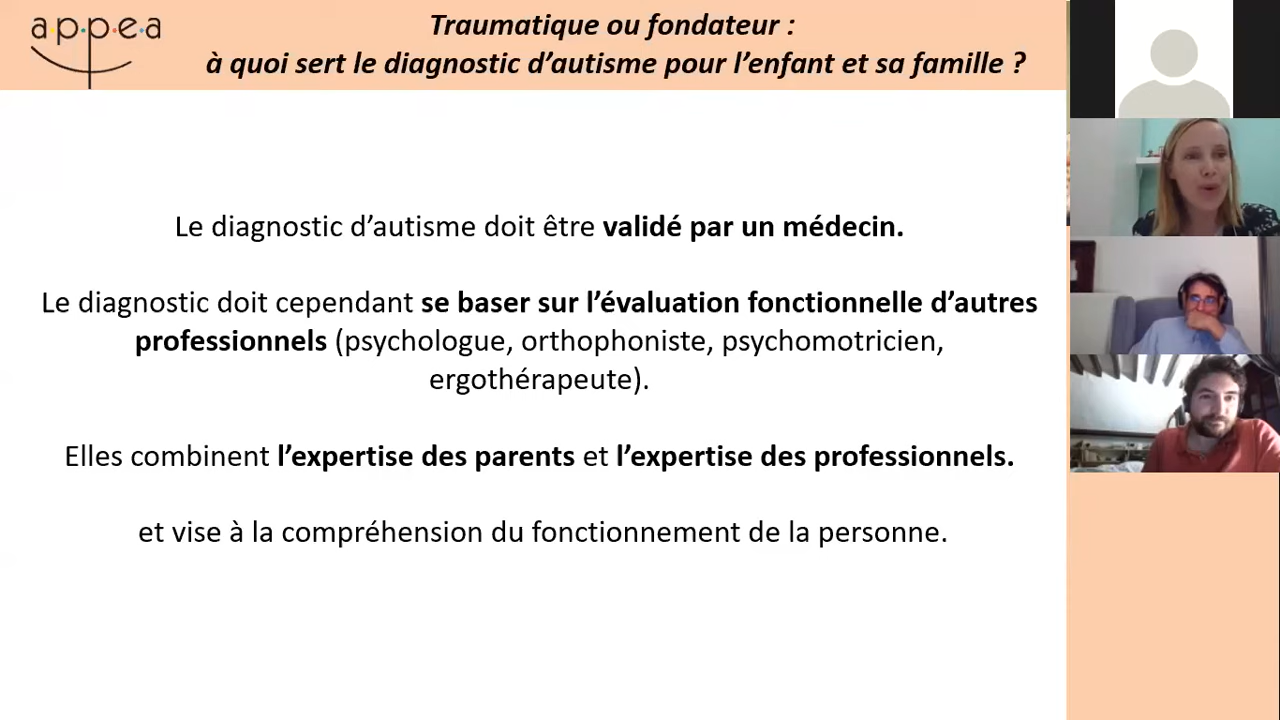 a·p·p·e·a
Traumatique ou fondateur :
à quoi sert le diagnostic d’autisme pour l’enfant et sa famille ?
Le diagnostic d’autisme doit être validé par un médecin.
Le diagnostic doit cependant se baser sur l’évaluation fonctionnelle d’autres
professionnels (psychologue, orthophoniste, psychomotricien,
ergothérapeute).
Elles combinent l’expertise des parents et l’expertise des professionnels.
et vise à la compréhension du fonctionnement de la personne.